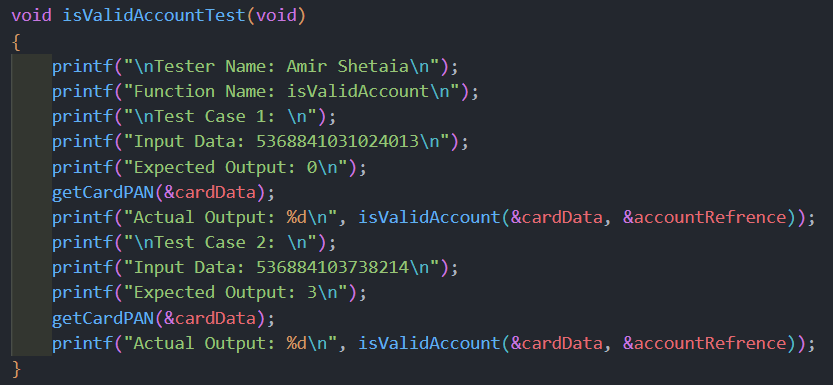 void isValidAccountTest(void)
{
    printf("\nTester Name: Amir Shetaia\n");
    printf("Function Name: isValidAccount\n");
    printf("\nTest Case 1: \n");
    printf("Input Data: 5368841031024013\n");
    printf("Expected Output: 0\n");
    getCardPAN(&cardData);
    printf("Actual Output: %d\n", isValidAccount(&cardData, &accountRefrence));
    printf("\nTest Case 2: \n");
    printf("Input Data: 536884103738214\n");
    printf("Expected Output: 3\n");
    getCardPAN(&cardData);
    printf("Actual Output: %d\n", isValidAccount(&cardData, &accountRefrence));
}